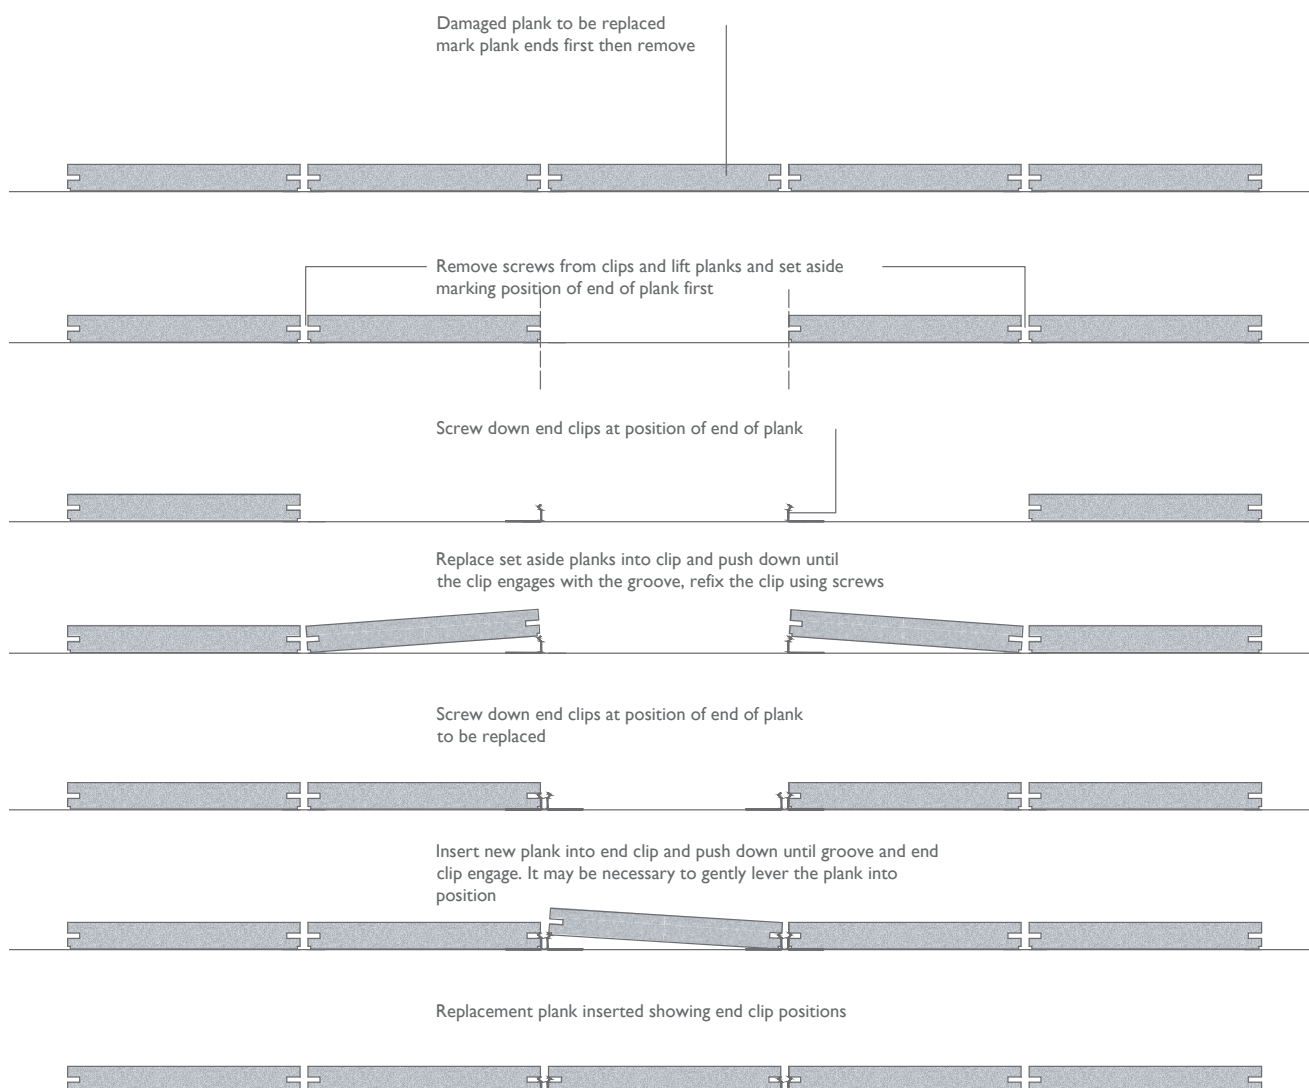 Damaged plank to be replaced
mark plank ends first then remove
Remove screws from clips and lift planks and set aside
marking position of end of plank first
Screw down end clips at position of end of plank
Replace set aside planks into clip and push down until
the clip engages with the groove, refix the clip using screws
Screw down end clips at position of end of plank
to be replaced
Insert new plank into end clip and push down until groove and end
clip engage. It may be necessary to gently lever the plank into
position
Replacement plank inserted showing end clip positions